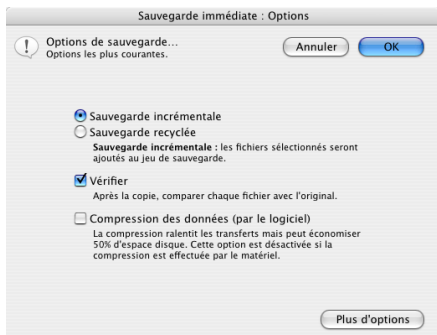 Sauvegarde immédiate : Options
Options de sauvegarde...
Options les plus courantes.
Annuler
OK
Sauvegarde incrémentale
Sauvegarde recyclée
Sauvegarde incrémentale : les fichiers sélectionnés seront
ajoutés au jeu de sauvegarde.
Vérifier
Après la copie, comparer chaque fichier avec l'original.
Compression des données (par le logiciel)
La compression ralentit les transferts mais peut économiser
50% d'espace disque. Cette option est désactivée si la
compression est effectuée par le matériel.
Plus d'options